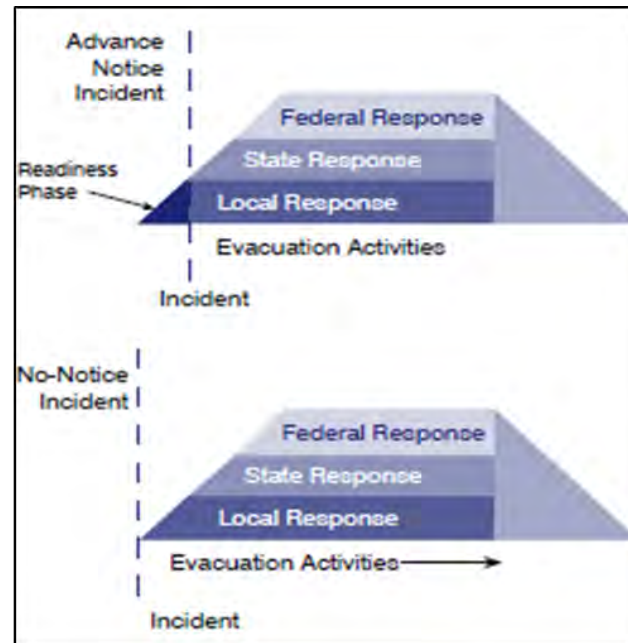 Advance
Notice
Incident
Federal Response
State Response
Readiness
Phase
Local Response
Evacuation Activities
Incident
No-Notice
Incident
Federal Response
State Response
Local Response
Evacuation Activities
Incident